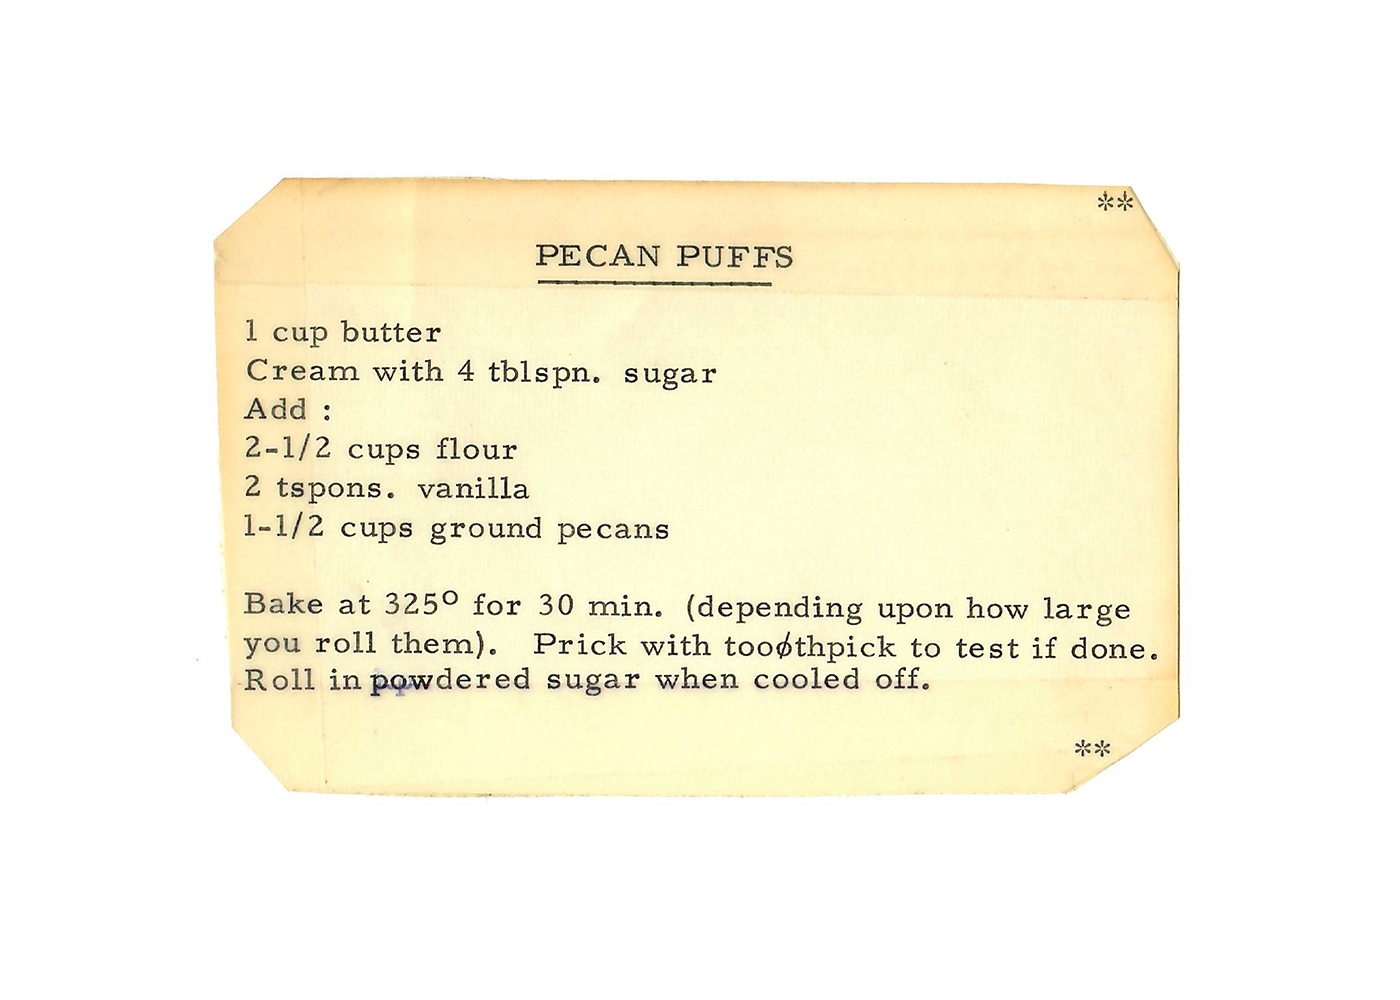 **
PECAN PUFFS
1 cup butter
Cream with 4 tblspn. sugar
Add :
2-1/2 cups flour
2 tspons. vanilla
1-1/2 cups ground pecans
Bake at 325° for 30 min. (depending upon how large
you roll them). Prick with tooøthpick to test if done.
Roll in powdered sugar when cooled off.
**